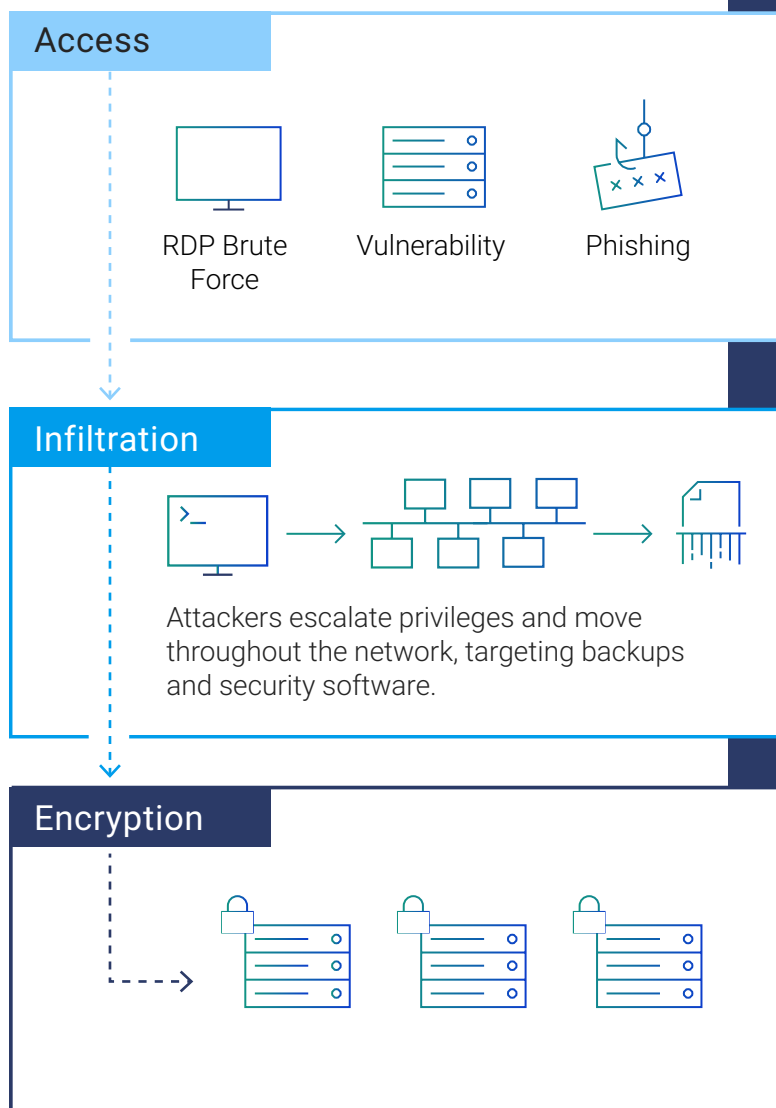 Access
RDP Brute
Force
Vulnerability
Phishing
Infiltration
Attackers escalate privileges and move
throughout the network, targeting backups
and security software.
Encryption